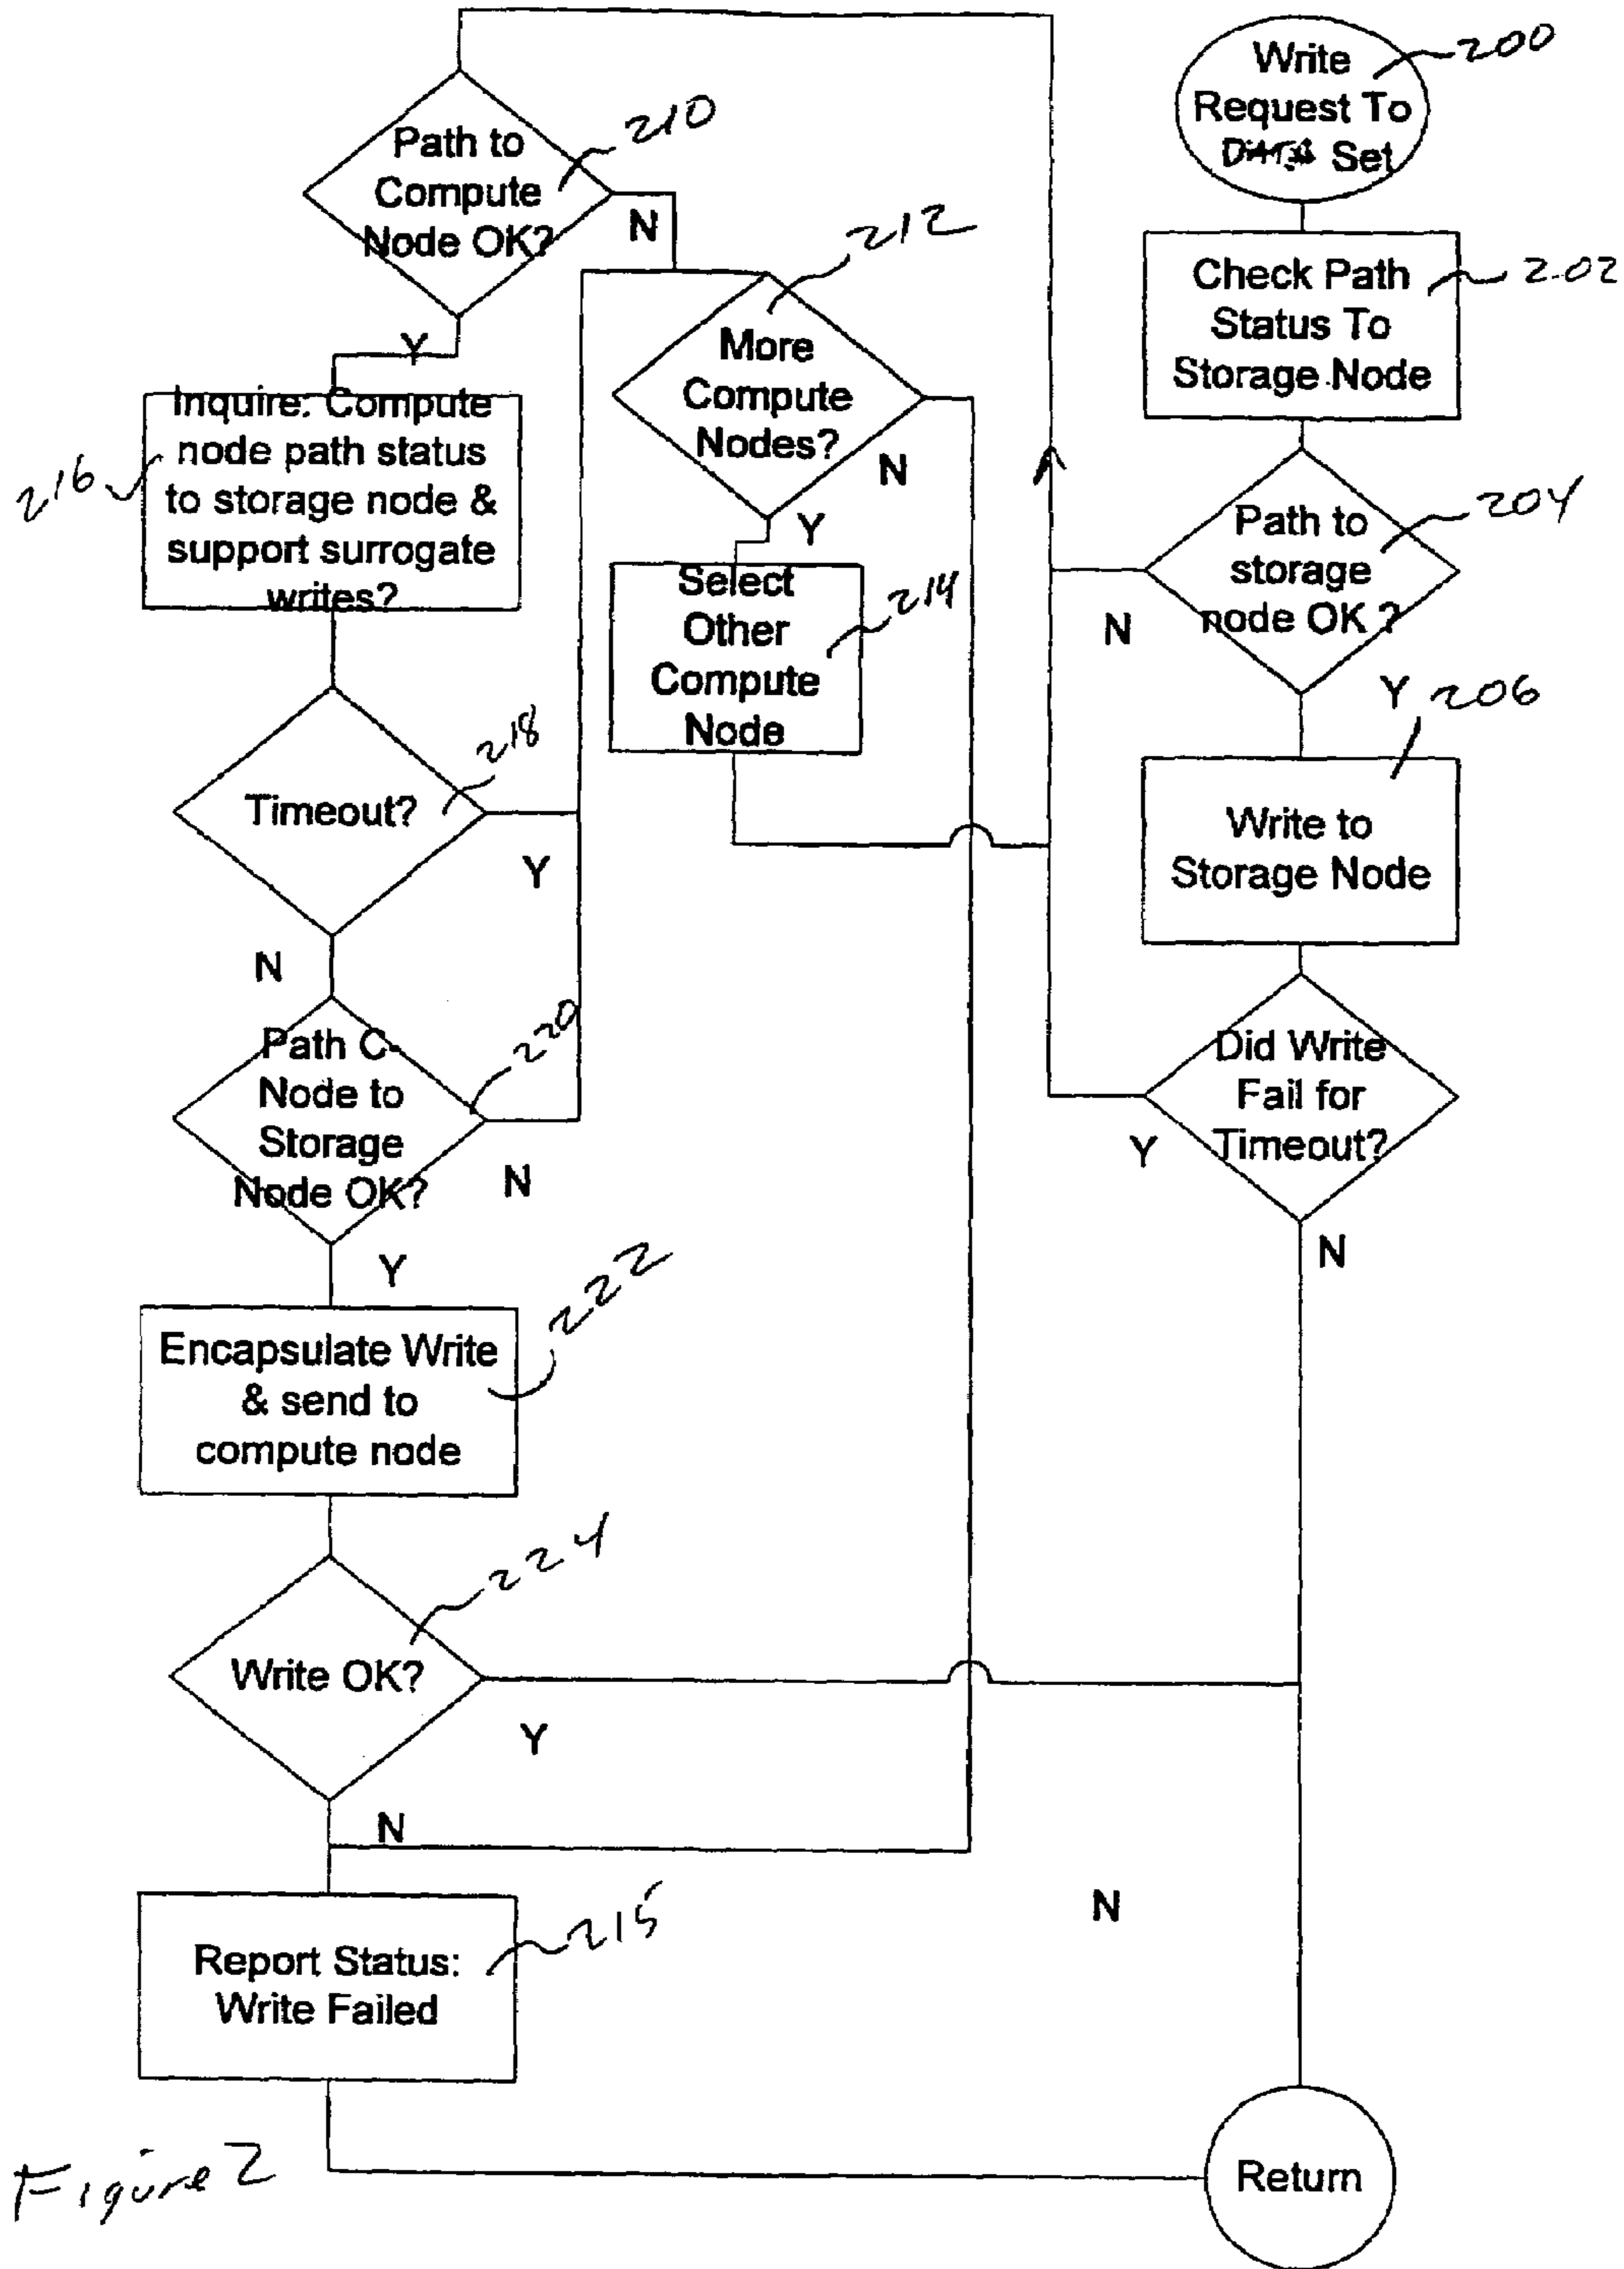 Write
Request To
Set
200
Check Path
Status To
Storage Node
202
Path to
storage
node OK ?
204
N
Y
206
Write to
Storage Node
Did Write
Fail for
Timeout?
Y
N
Path to
Compute
Node OK?
210
N
Y
More
Compute
Nodes?
212
N
Y
Select
Other
Compute
Node
214
Inquire: Compute
node path status
to storage node &
support surrogate
writes?
216
Timeout?
218
Y
N
Path C-
Node to
Storage
Node OK?
220
N
Y
Encapsulate Write
& send to
compute node
222
Write OK?
224
Y
N
Report Status:
Write Failed
215
N
Return
Figure 2